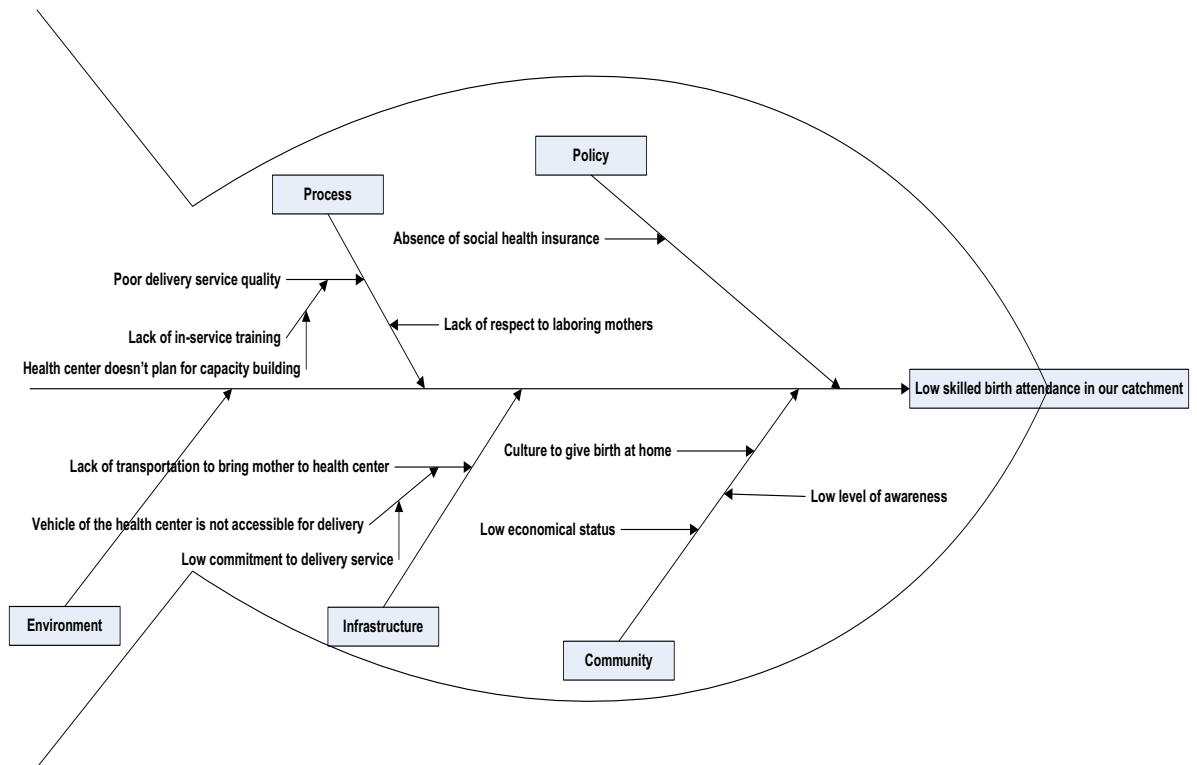 Policy
Process
Absence of social health insurance
Poor delivery service quality
Lack of respect to laboring mothers
Lack of in-service training
Health center doesn't plan for capacity building
Low skilled birth attendance in our catchment
Culture to give birth at home
Lack of transportation to bring mother to health center
Low level of awareness
Vehicle of the health center is not accessible for delivery
Low economical status
Low commitment to delivery service
Environment
Infrastructure
Community